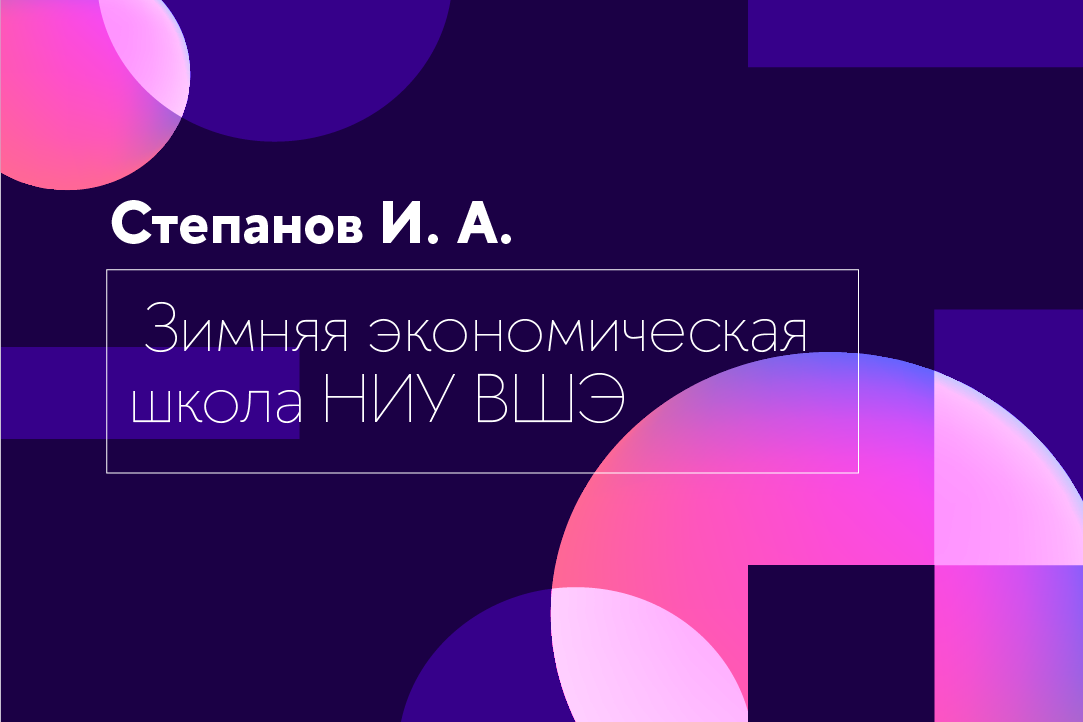 Степанов И. А.
Зимняя экономическая
школа НИУ ВШЭ